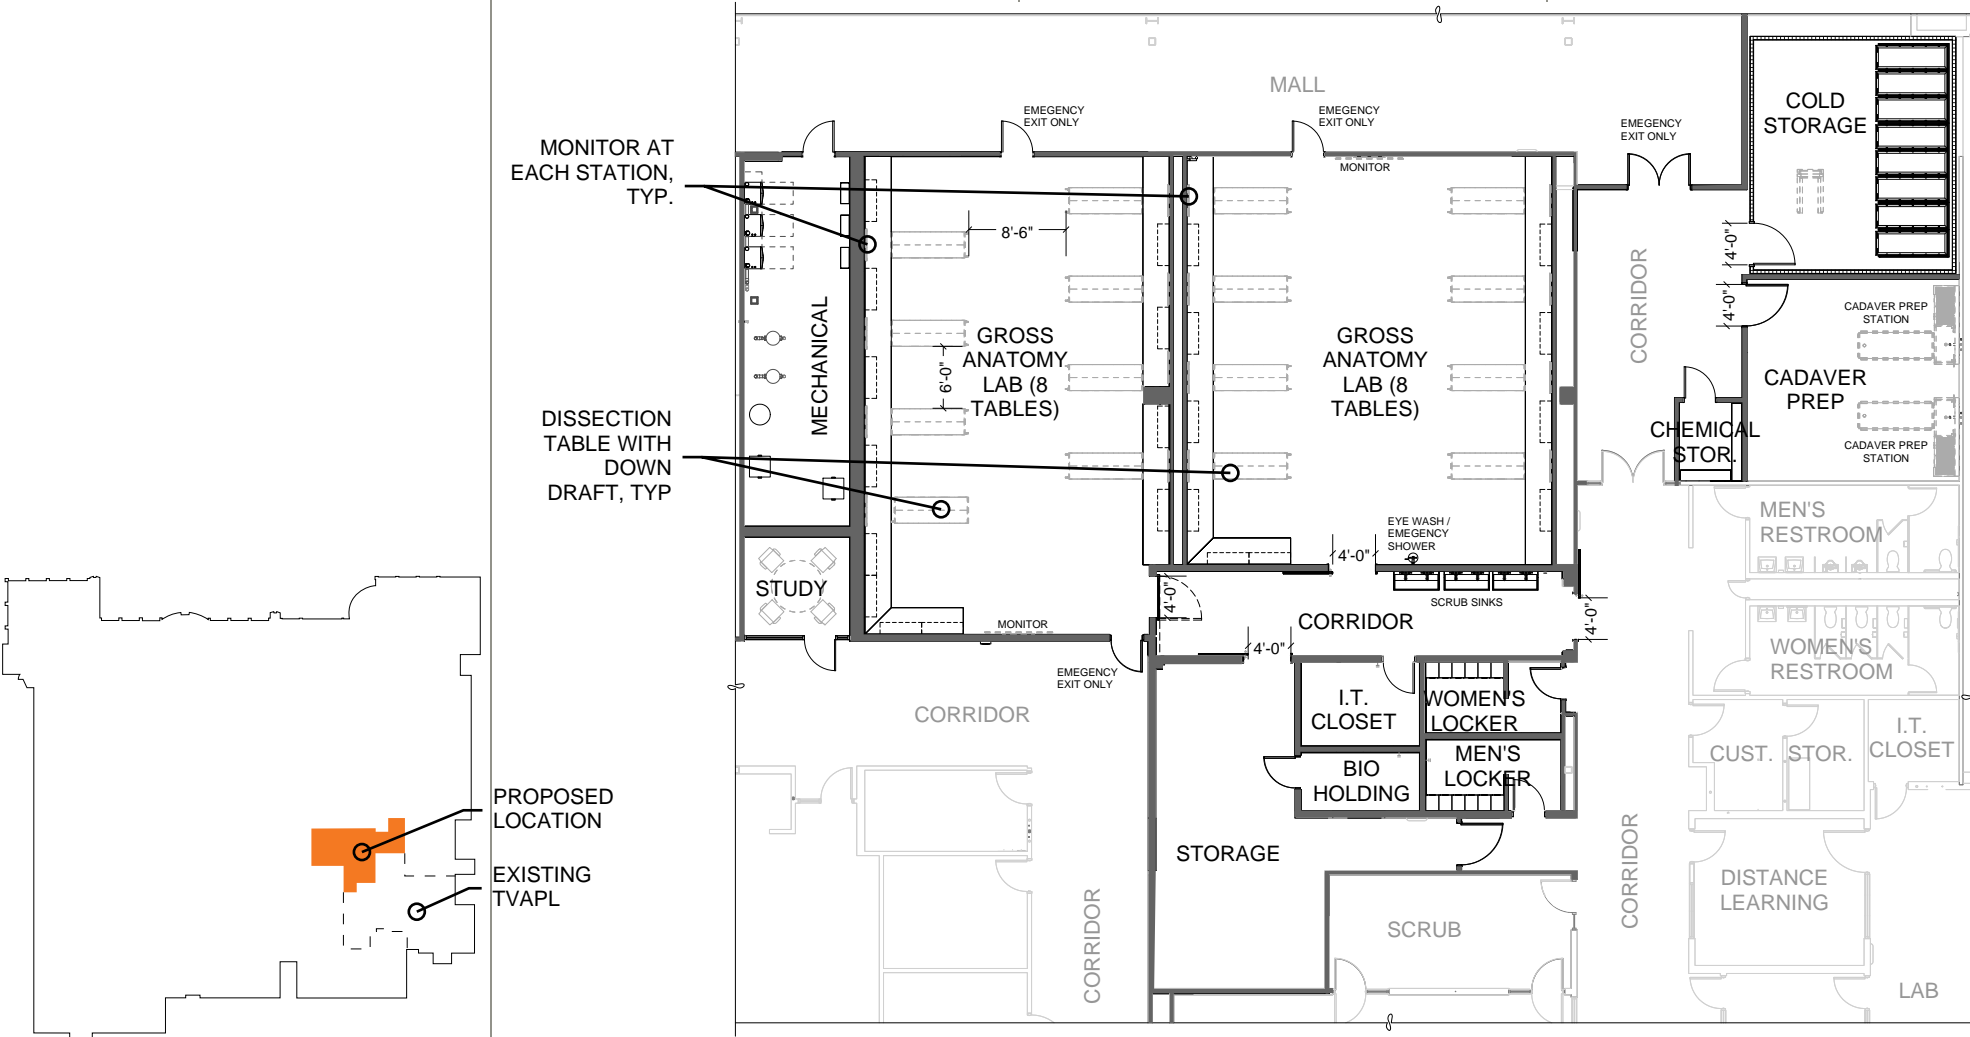 MALL
COLD
STORAGE
EMEGENCY
EXIT ONLY
EMEGENCY
EXIT ONLY
EMEGENCY
EXIT ONLY
MONITOR AT
EACH STATION,
TYP.
MONITOR
8'-6"
4'-0"
4'-0"
CORRIDOR
MECHANICAL
GROSS
ANATOMY
LAB (8
TABLES)
6'-0"
GROSS
ANATOMY
LAB (8
TABLES)
CADAVER PREP
STATION
CADAVER
PREP
CADAVER PREP
STATION
CHEMICAL
STOR.
DISSECTION
TABLE WITH
DOWN
DRAFT, TYP
EYE WASH /
EMEGENCY
SHOWER
4'-0"
MEN'S
RESTROOM
STUDY
4'-0"
SCRUB SINKS
CORRIDOR
4'-0"
MONITOR
4'-0"
WOMEN'S
RESTROOM
EMEGENCY
EXIT ONLY
CORRIDOR
I.T.
CLOSET
WOMEN'S
LOCKER
MEN'S
LOCKER
BIO
HOLDING
CUST.
STOR.
I.T.
CLOSET
PROPOSED
LOCATION
EXISTING
TVAPL
STORAGE
CORRIDOR
CORRIDOR
SCRUB
DISTANCE
LEARNING
LAB